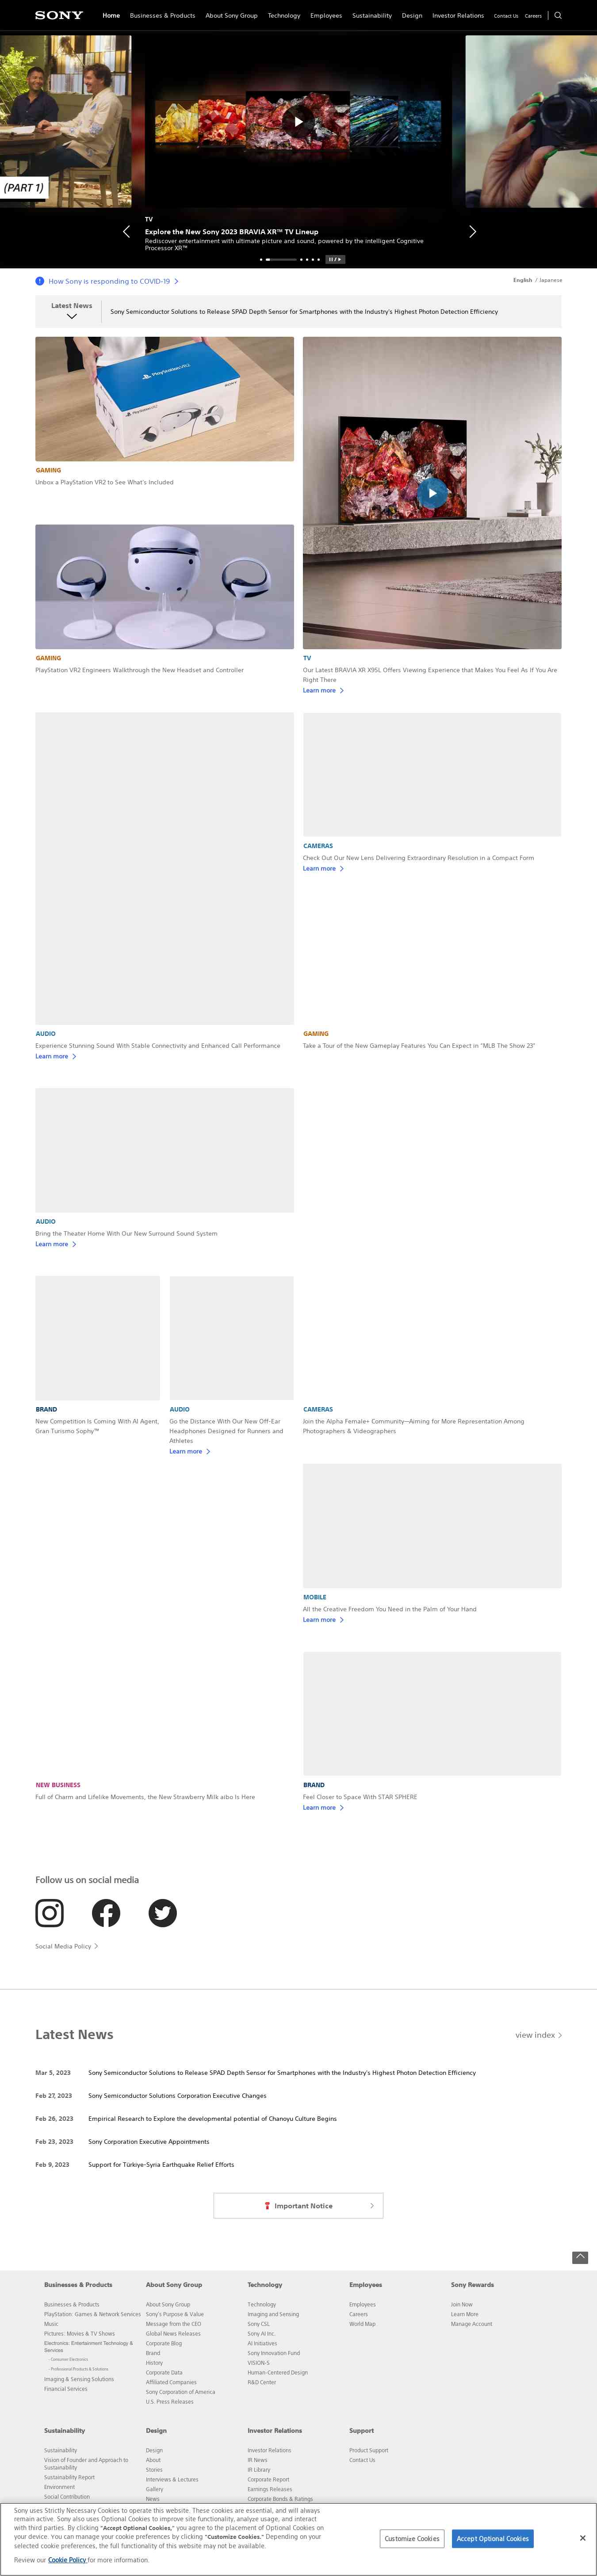 SONY
Home
Businesses & Products
About Sony Group
Technology
Employees
Sustainability
Design
Investor Relations
Contact Us
Careers
(PART 1)
TV
Explore the New Sony 2023 BRAVIA XR™ TV Lineup
Rediscover entertainment with ultimate picture and sound, powered by the intelligent Cognitive
Processor XR™
How Sony is responding to COVID-19
English / Japanese
Latest News
Sony Semiconductor Solutions to Release SPAD Depth Sensor for Smartphones with the Industry's Highest Photon Detection Efficiency
PlayStation VR2
GAMING
Unbox a PlayStation VR2 to See What's Included
GAMING
PlayStation VR2 Engineers Walkthrough the New Headset and Controller
TV
Our Latest BRAVIA XR X95L Offers Viewing Experience that Makes You Feel As If You Are
Right There
Learn more
CAMERAS
Check Out Our New Lens Delivering Extraordinary Resolution in a Compact Form
Learn more
AUDIO
Experience Stunning Sound With Stable Connectivity and Enhanced Call Performance
Learn more
GAMING
Take a Tour of the New Gameplay Features You Can Expect in "MLB The Show 23"
AUDIO
Bring the Theater Home With Our New Surround Sound System
Learn more
BRAND
New Competition Is Coming With AI Agent,
Gran Turismo Sophy™
AUDIO
Go the Distance With Our New Off-Ear
Headphones Designed for Runners and
Athletes
Learn more
CAMERAS
Join the Alpha Female+ Community—Aiming for More Representation Among
Photographers & Videographers
MOBILE
All the Creative Freedom You Need in the Palm of Your Hand
Learn more
NEW BUSINESS
Full of Charm and Lifelike Movements, the New Strawberry Milk aibo Is Here
BRAND
Feel Closer to Space With STAR SPHERE
Learn more
Follow us on social media
Social Media Policy
Latest News
view index
Mar 5, 2023
Sony Semiconductor Solutions to Release SPAD Depth Sensor for Smartphones with the Industry's Highest Photon Detection Efficiency
Feb 27, 2023
Sony Semiconductor Solutions Corporation Executive Changes
Feb 26, 2023
Empirical Research to Explore the developmental potential of Chanoyu Culture Begins
Feb 23, 2023
Sony Corporation Executive Appointments
Feb 9, 2023
Support for Türkiye-Syria Earthquake Relief Efforts
Important Notice
Businesses & Products
Businesses & Products
PlayStation: Games & Network Services
Music
Pictures: Movies & TV Shows
Electronics: Entertainment Technology &
Services
- Consumer Electronics
- Professional Products & Solutions
Imaging & Sensing Solutions
Financial Services
About Sony Group
About Sony Group
Sony's Purpose & Value
Message from the CEO
Global News Releases
Corporate Blog
Brand
History
Corporate Data
Affiliated Companies
Sony Corporation of America
U.S. Press Releases
Technology
Technology
Imaging and Sensing
Sony CSL
Sony AI Inc.
AI Initiatives
Sony Innovation Fund
VISION-S
Human-Centered Design
R&D Center
Employees
Employees
Careers
World Map
Sony Rewards
Join Now
Learn More
Manage Account
Sustainability
Sustainability
Vision of Founder and Approach to
Sustainability
Sustainability Report
Environment
Social Contribution
Design
Design
About
Stories
Interviews & Lectures
Gallery
News
Investor Relations
Investor Relations
IR News
IR Library
Corporate Report
Earnings Releases
Corporate Bonds & Ratings
Support
Product Support
Contact Us
Sony uses Strictly Necessary Cookies to operate this website. These cookies are essential, and will always
remain active. Sony also uses Optional Cookies to improve site functionality, analyze usage, and interact
with third parties. By clicking "Accept Optional Cookies," you agree to the placement of Optional Cookies on
your device. You can manage your cookie preferences by clicking "Customize Cookies." Depending on your
selected cookie preferences, the full functionality of this website may not be available.
Review our Cookie Policy for more information.
Customize Cookies
Accept Optional Cookies